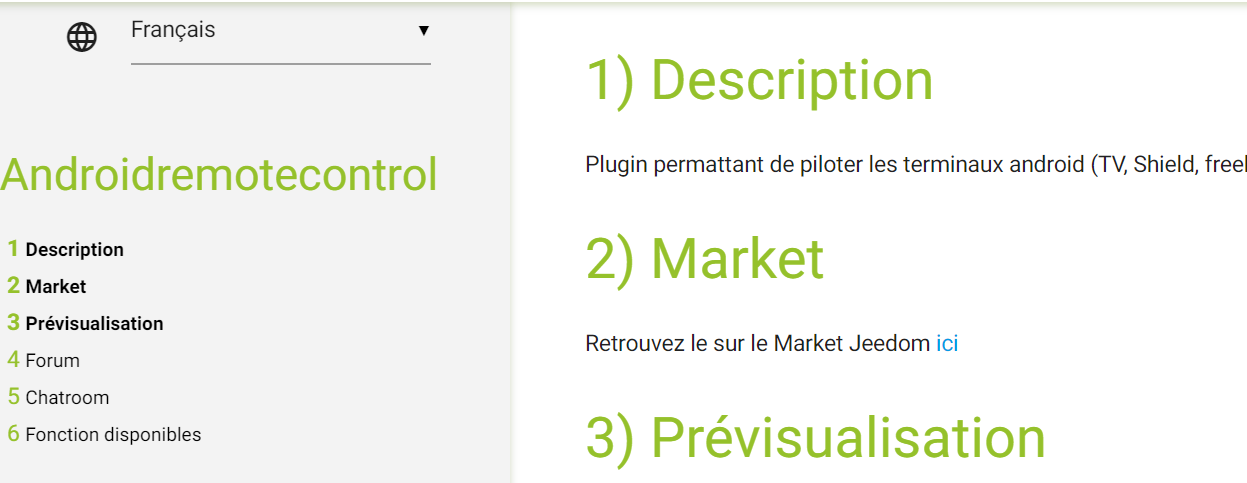 Français
Androidremotecontrol
1 Description
2 Market
3 Prévisualisation
4 Forum
5 Chatroom
6 Fonction disponibles
1) Description
Plugin permattant de piloter les terminaux android (TV, Shield,
2) Market
Retrouvez le sur le Market Jeedom ici
3) Prévisualisation